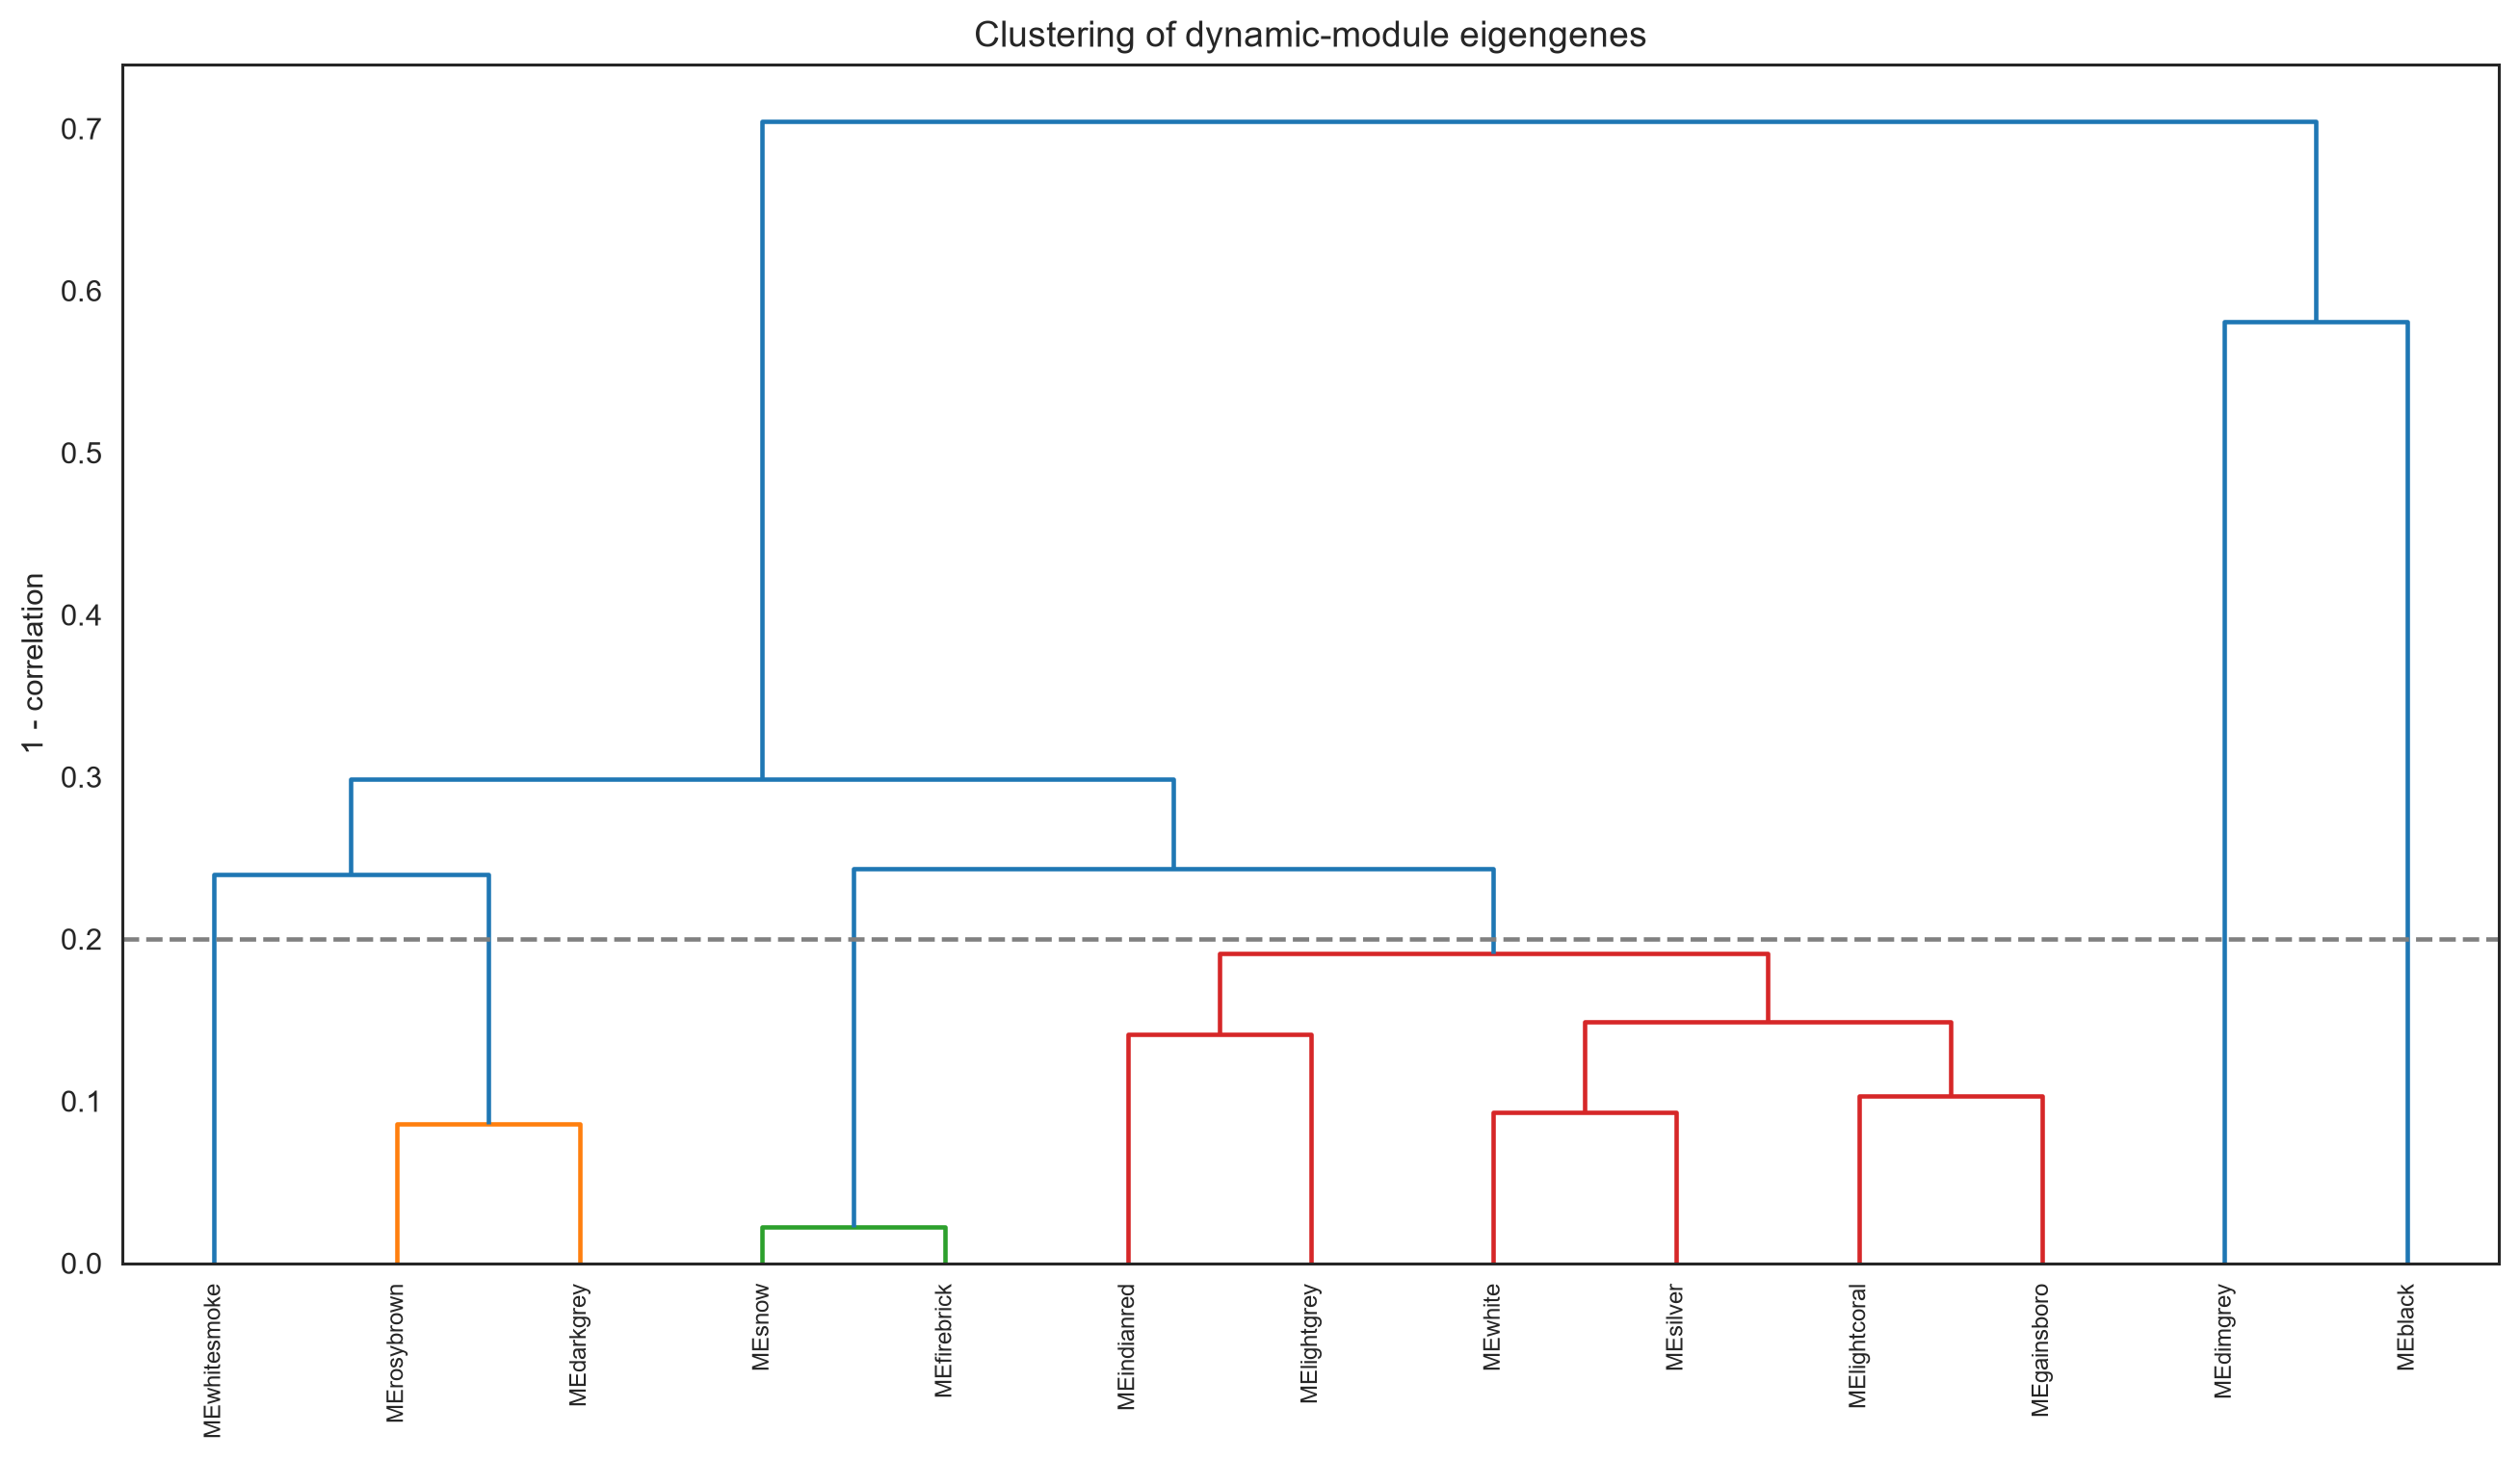 Clustering of dynamic-module eigengenes
1 - correlation
0.7
0.6
0.5
0.4
0.3
0.2
0.1
0.0
MEwhitesmoke
MErosybrown
MEdarkgrey
MEsnow
MEfirebrick
MEindianred
MElightgrey
MEwhite
MEsilver
MElightcoral
MEgainsboro
MEdimgrey
MEblack